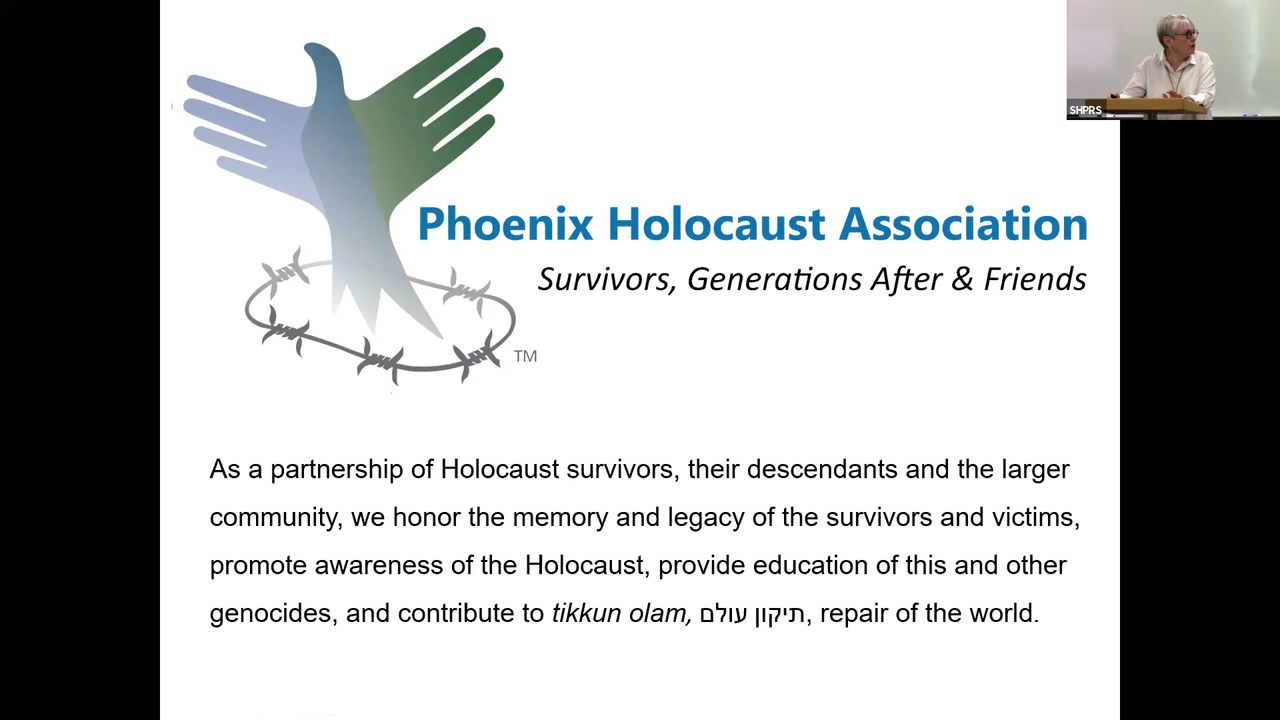 SHPRS
Phoenix Holocaust Association
Survivors, Generations After & Friends
TM
As a partnership of Holocaust survivors, their descendants and the larger
community, we honor the memory and legacy of the survivors and victims,
promote awareness of the Holocaust, provide education of this and other
genocides, and contribute to tikkun olam, תיקון עולם, repair of the world.